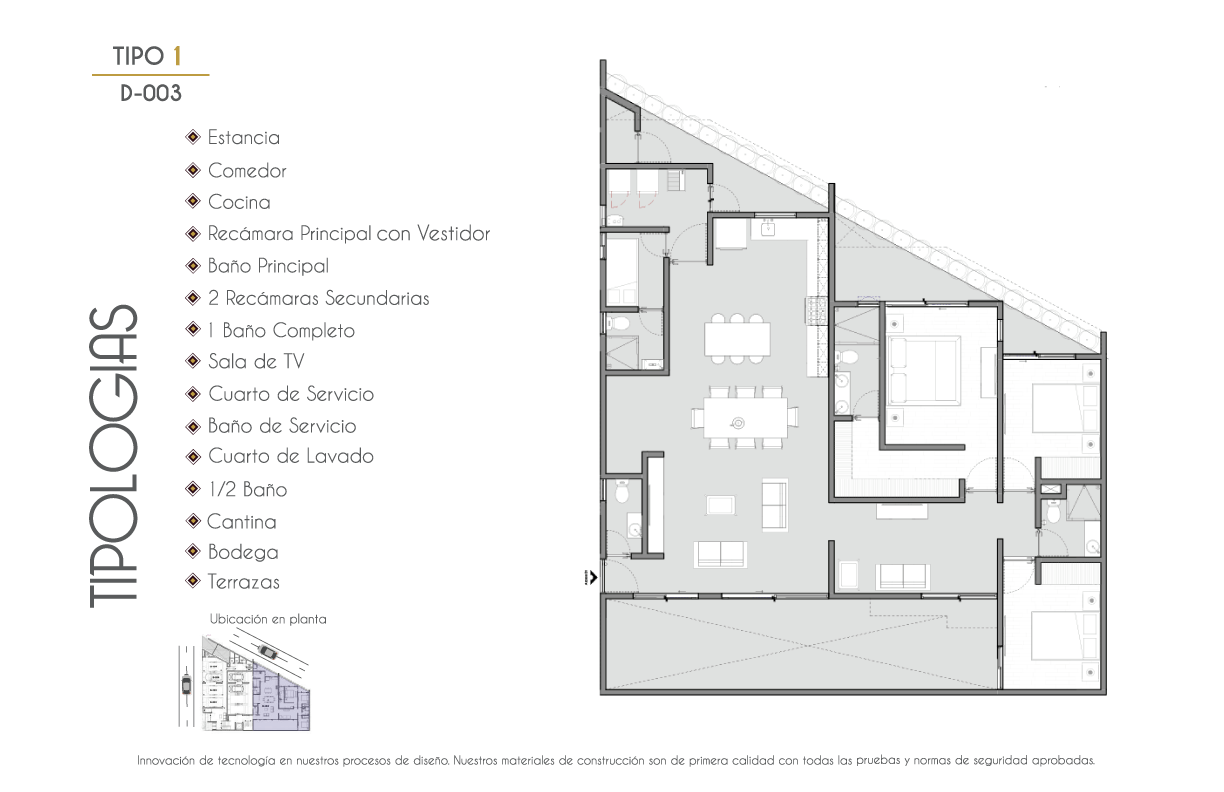 TIPO 1
D-003
Estancia
Comedor
Cocina
Recámara Principal con Vestidor
Baño Principal
2 Recámaras Secundarias
1 Baño Completo
Sala de TV
Cuarto de Servicio
Baño de Servicio
Cuarto de Lavado
1/2 Baño
Cantina
Bodega
Terrazas
TIPOLOGIAS
Ubicación en planta
Innovación de tecnología en nuestros procesos de diseño. Nuestros materiales de construcción son de primera calidad con todas las pruebas y normas de seguridad aprobadas.